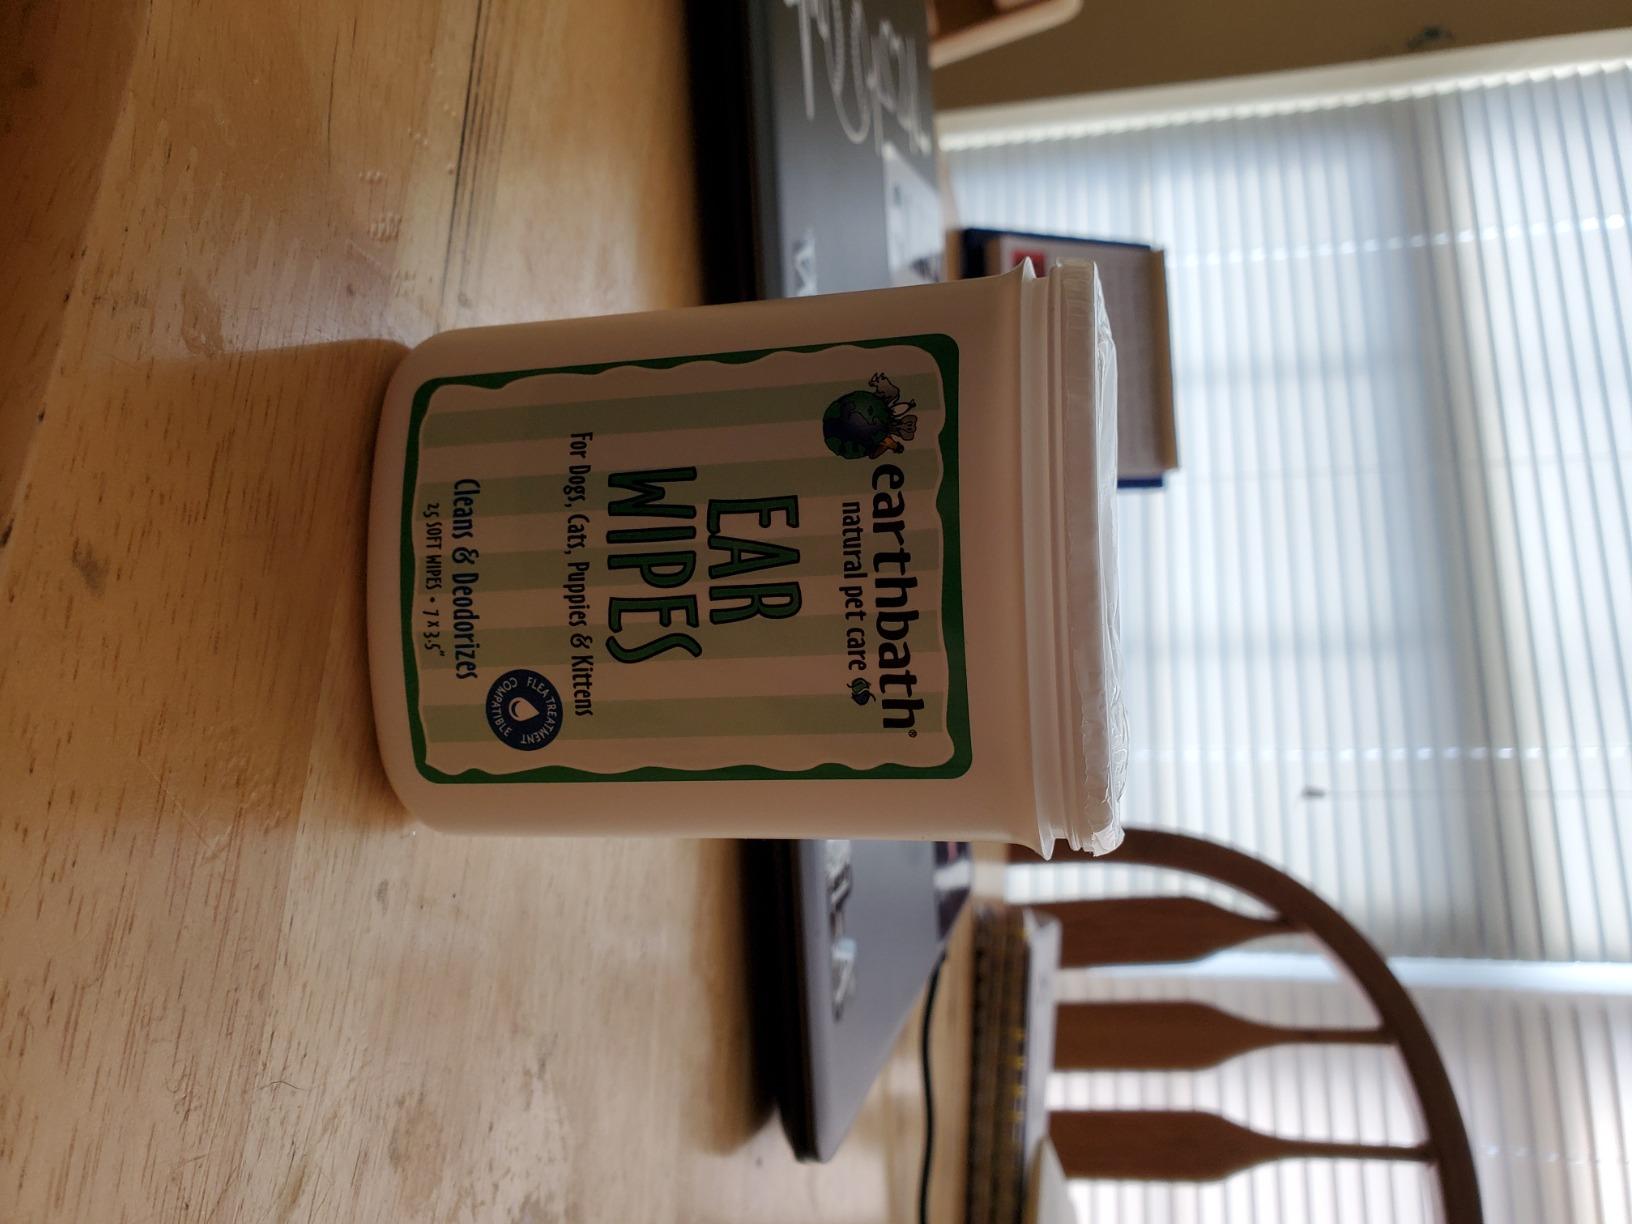 earthbath®
natural pet care
EAR
WIPES
For Dogs, Cats, Puppies & Kittens
FLEA TREATMENT
COMPATIBLE
Cleans & Deodorizes
25 SOFT WIPES • 7 X 3.5"